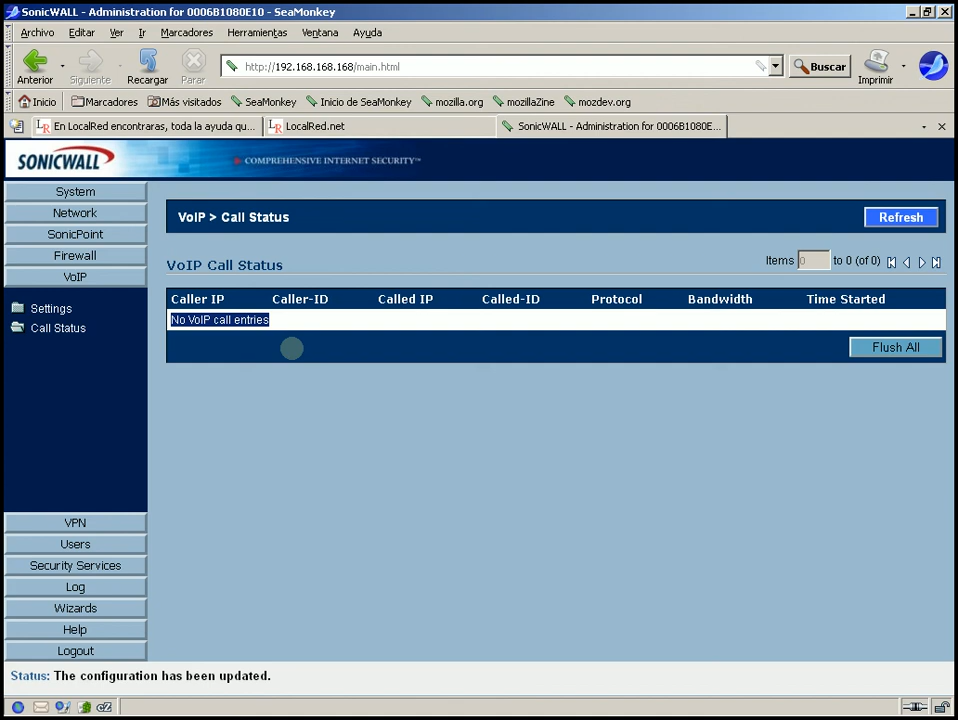 SonicWALL - Administration for 0006B1080E10 - SeaMonkey
Archivo Editar Ver Ir Marcadores Herramientas Ventana Ayuda
Anterior Siguiente Recargar Parar http://192.168.168.168/main.html Buscar Imprimir
Inicio Marcadores Más visitados SeaMonkey Inicio de SeaMonkey mozilla.org mozillaZine mozdev.org
LR En LocalRed encontraras, toda la ayuda qu... LR LocalRed.net SonicWALL - Administration for 0006B1080E...
SONICWALL COMPREHENSIVE INTERNET SECURITY™
System
Network
SonicPoint
Firewall
VoIP
Settings
Call Status
VPN
Users
Security Services
Log
Wizards
Help
Logout
VoIP > Call Status Refresh
VoIP Call Status Items 0 to 0 (of 0)
Caller IP Caller-ID Called IP Called-ID Protocol Bandwidth Time Started
No VoIP call entries
Flush All
Status: The configuration has been updated.